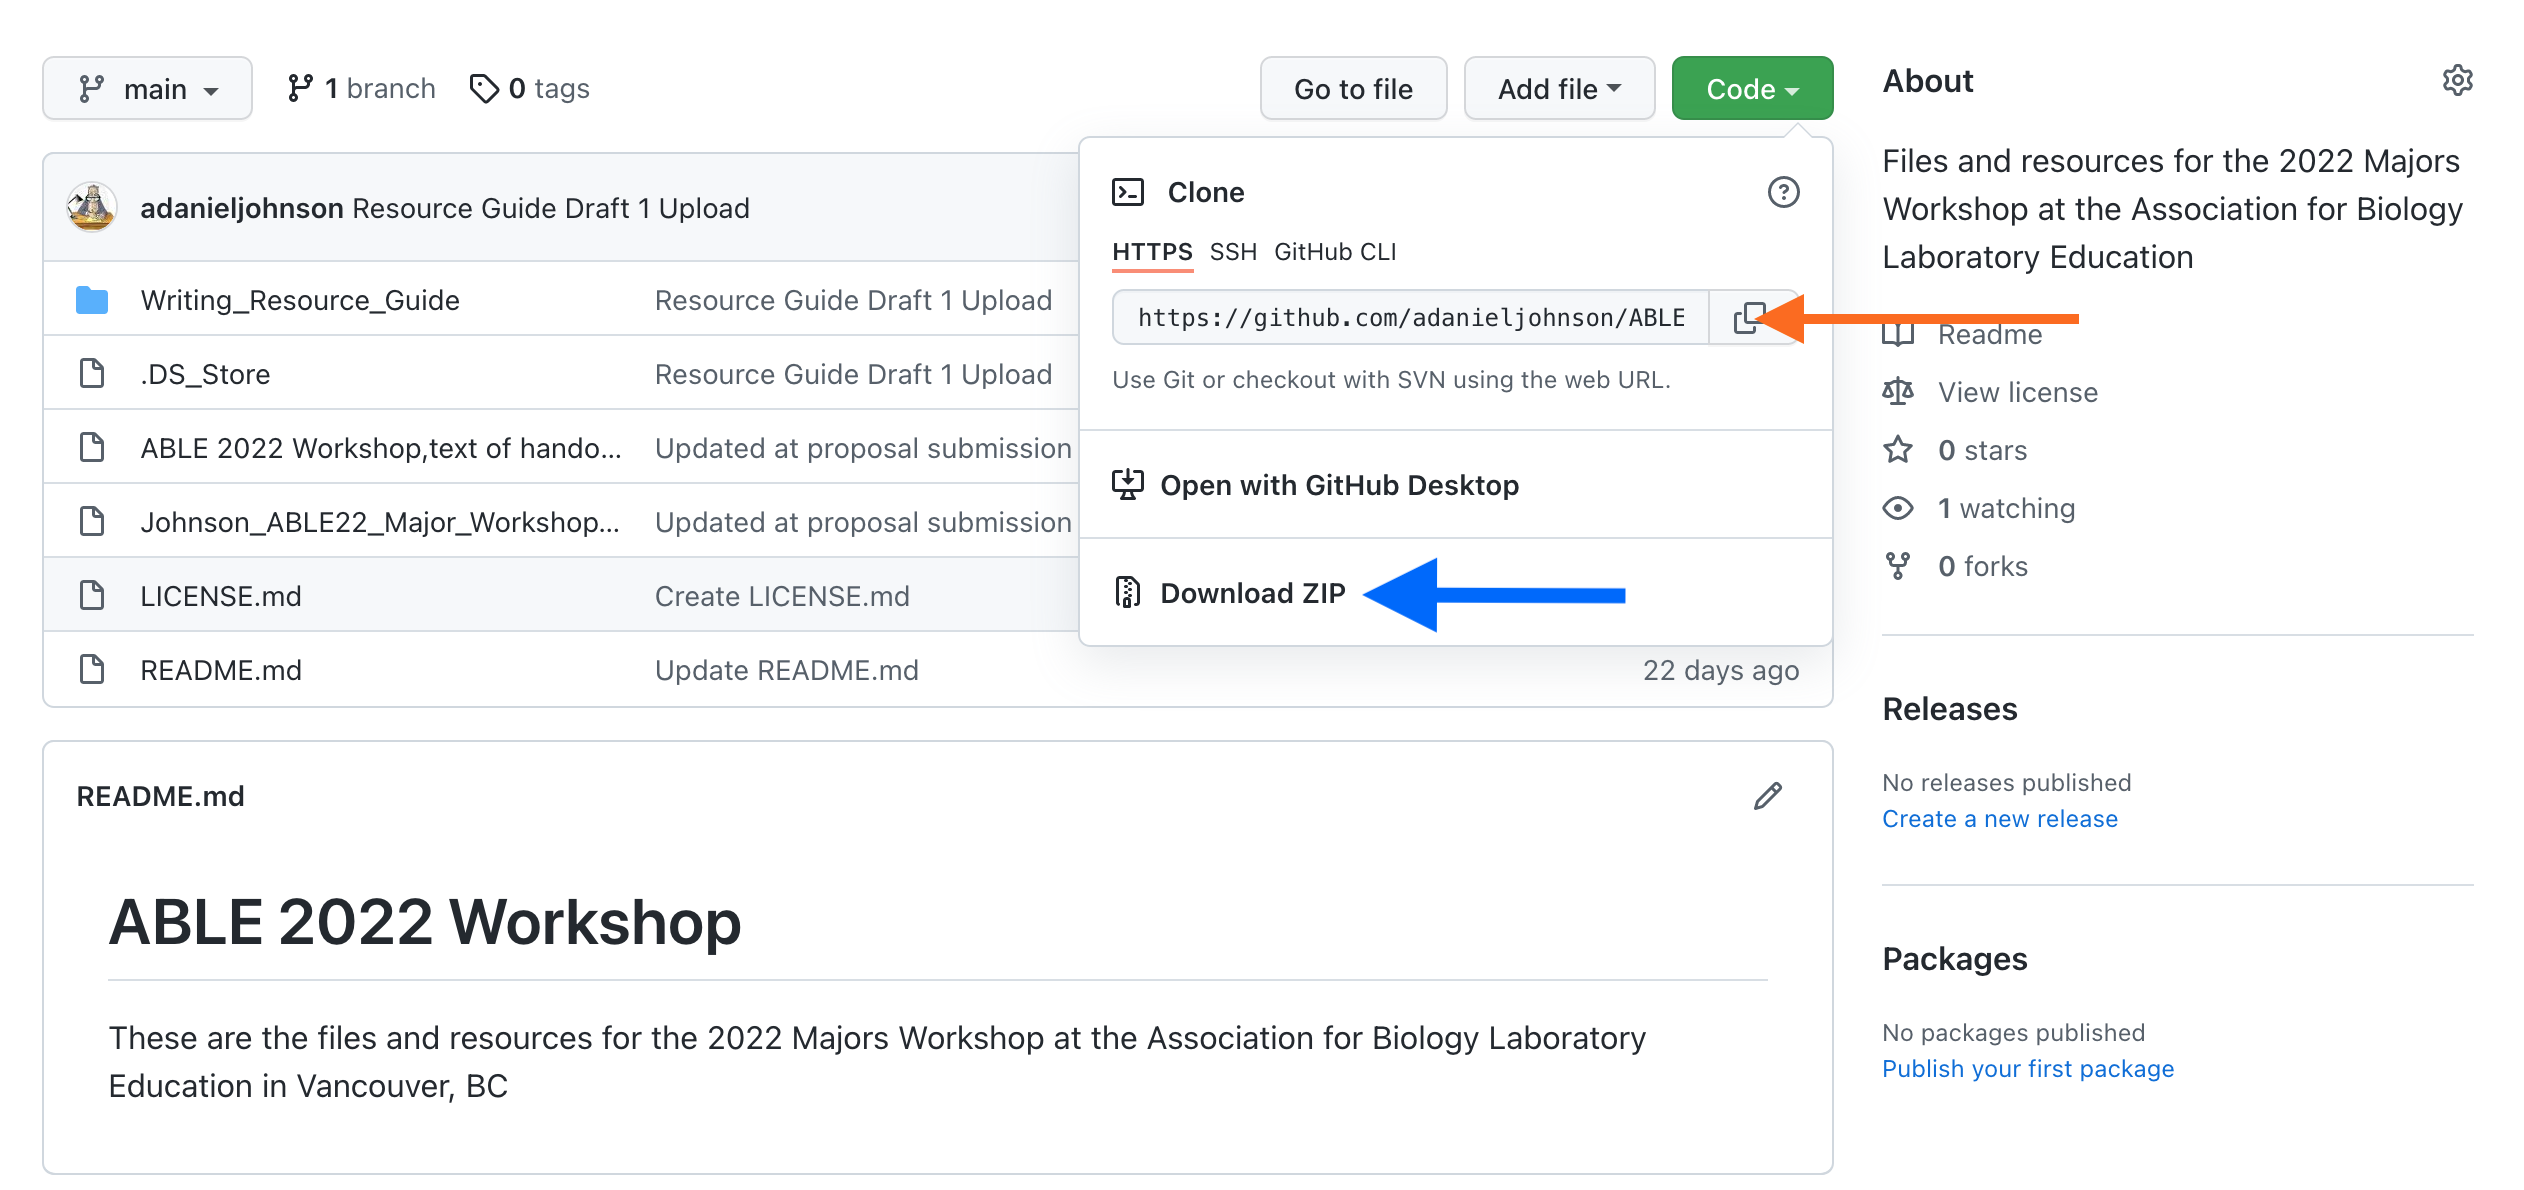 main
1 branch
0 tags
Go to file
Add file
Code
adanieljohnson Resource Guide Draft 1 Upload
Writing_Resource_Guide Resource Guide Draft 1 Upload
.DS_Store Resource Guide Draft 1 Upload
ABLE 2022 Workshop,text of hando... Updated at proposal submission
Johnson_ABLE22_Major_Workshop... Updated at proposal submission
LICENSE.md Create LICENSE.md
README.md Update README.md 22 days ago
Clone
HTTPS SSH GitHub CLI
https://github.com/adanieljohnson/ABLE
Use Git or checkout with SVN using the web URL.
Open with GitHub Desktop
Download ZIP
README.md
ABLE 2022 Workshop
These are the files and resources for the 2022 Majors Workshop at the Association for Biology Laboratory
Education in Vancouver, BC
About
Files and resources for the 2022 Majors
Workshop at the Association for Biology
Laboratory Education
Readme
View license
0 stars
1 watching
0 forks
Releases
No releases published
Create a new release
Packages
No packages published
Publish your first package